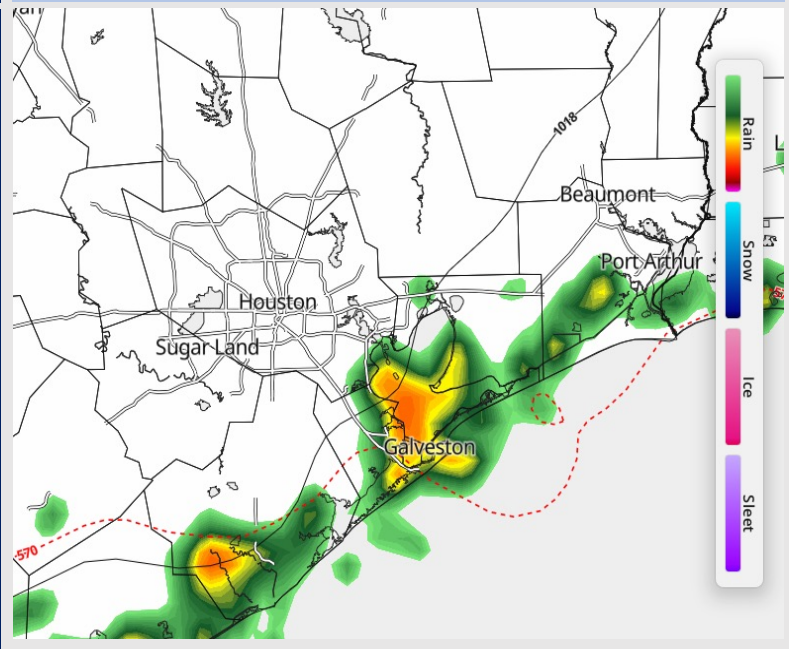 1018
Beaumont
Port Arthur
Houston
Sugar Land
Galveston
570
Rain
Snow
Ice
Sleet
L